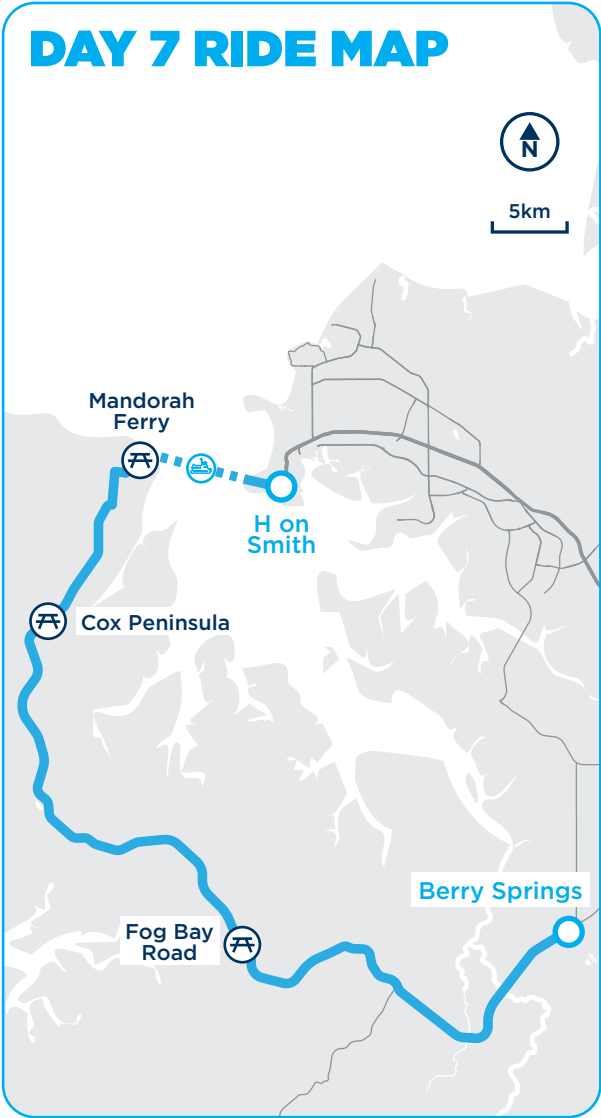 DAY 7 RIDE MAP
N
5km
Mandorah
Ferry
H on
Smith
Cox Peninsula
Berry Springs
Fog Bay
Road